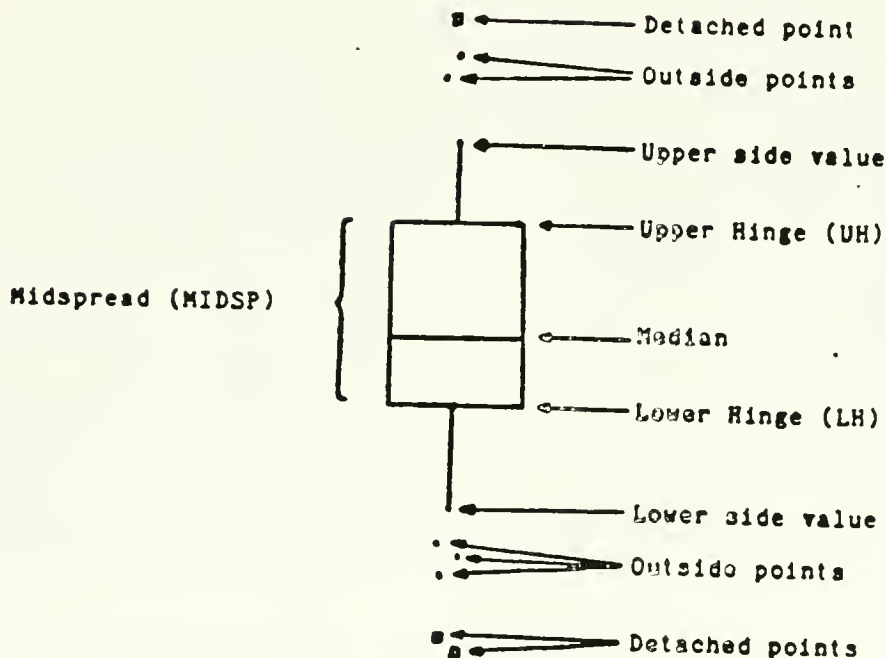 Detached point
Outside points
Upper side value
Upper Hinge (UH)
Midspread (MIDSP)
Median
Lower Hinge (LH)
Lower side value
Outside points
Detached points